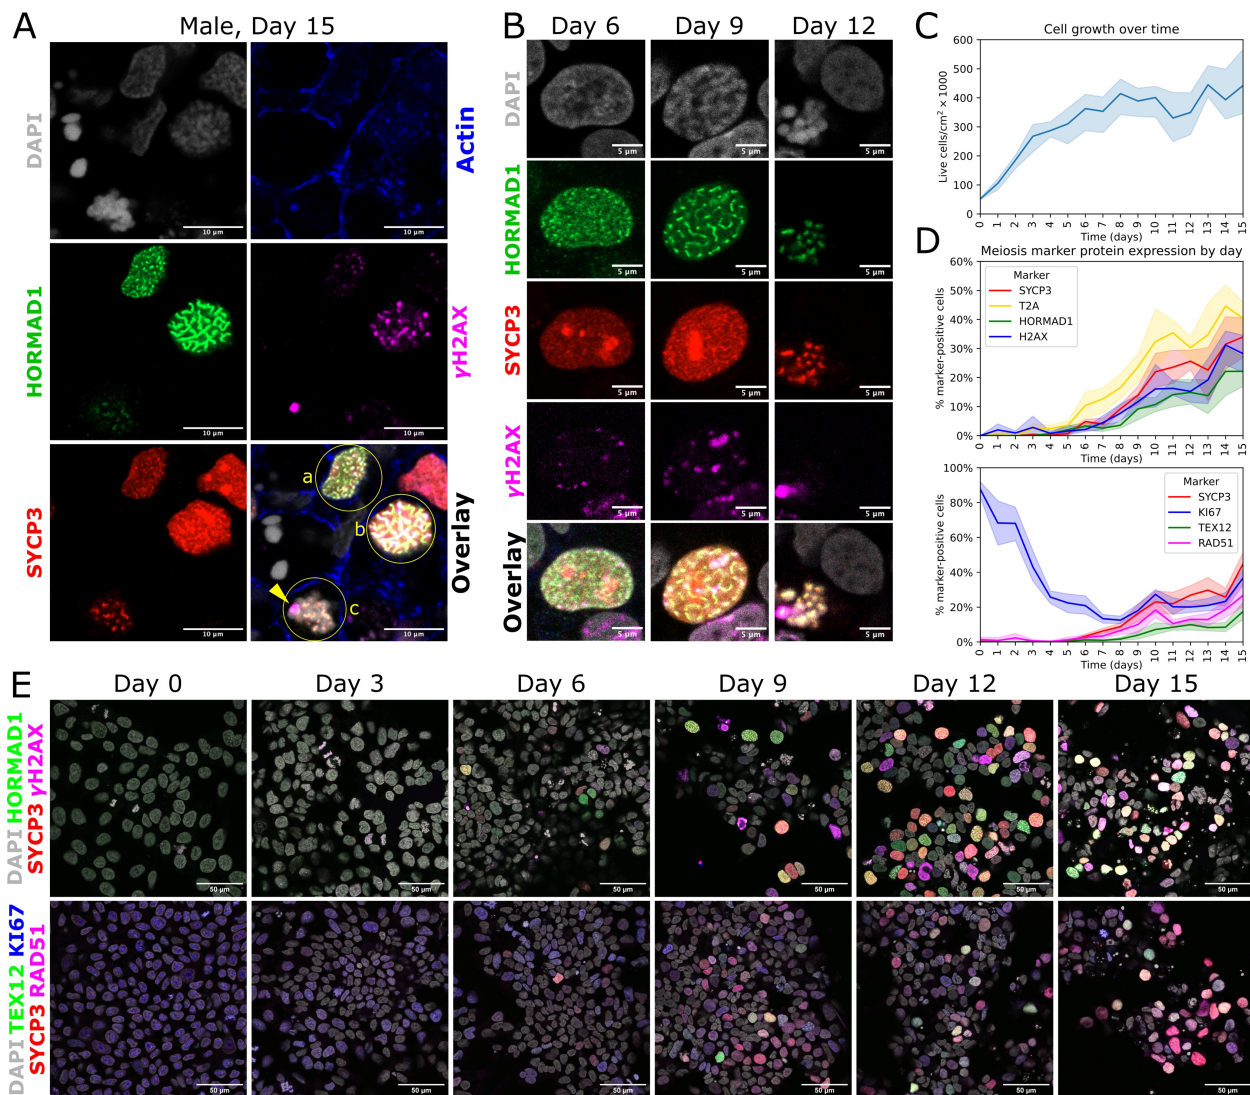 A
Male, Day 15
DAPI
Actin
10 µm
10 µm
HORMAD1
γH2AX
10 µm
10 µm
SYCP3
Overlay
a
b
c
10 µm
10 µm
B
Day 6
Day 9
Day 12
DAPI
5 µm
5 µm
5 µm
HORMAD1
5 µm
5 µm
5 µm
SYCP3
5 µm
5 µm
5 µm
γH2AX
5 µm
5 µm
5 µm
Overlay
5 µm
5 µm
5 µm
C
Cell growth over time
Live cells/cm² × 1000
600
500
400
300
200
100
0
0 1 2 3 4 5 6 7 8 9 10 11 12 13 14 15
Time (days)
D
Meiosis marker protein expression by day
% marker-positive cells
60%
50%
40%
30%
20%
10%
0%
Marker
SYCP3
T2A
HORMAD1
H2AX
0 1 2 3 4 5 6 7 8 9 10 11 12 13 14 15
Time (days)
% marker-positive cells
100%
80%
60%
40%
20%
0%
Marker
SYCP3
KI67
TEX12
RAD51
0 1 2 3 4 5 6 7 8 9 10 11 12 13 14 15
Time (days)
E
Day 0
Day 3
Day 6
Day 9
Day 12
Day 15
DAPI HORMAD1
SYCP3 γH2AX
50 µm
50 µm
50 µm
50 µm
50 µm
50 µm
DAPI TEX12 KI67
SYCP3 RAD51
50 µm
50 µm
50 µm
50 µm
50 µm
50 µm